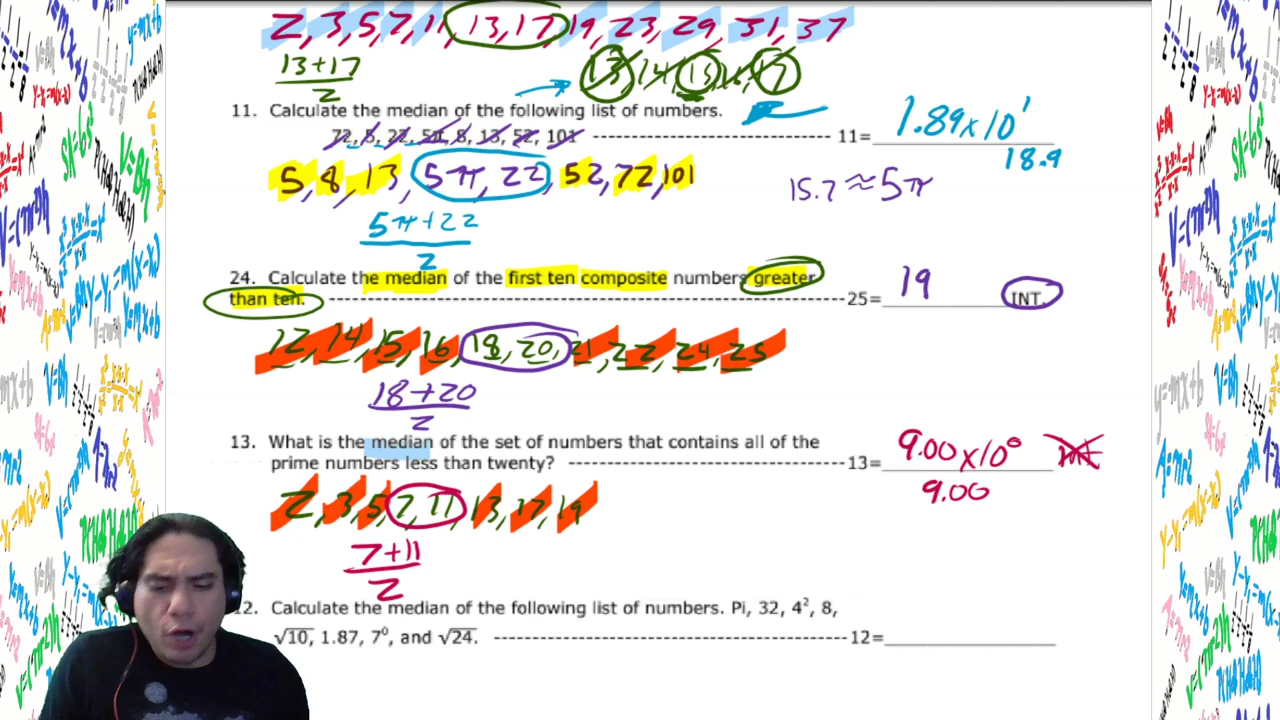 2, 3, 5, 7, 11, 13, 17, 19, 23, 29, 31, 37
13+17
2
13, 14, 15, 16, 17
11. Calculate the median of the following list of numbers.
72, 5, 22, 5π, 8, 13, 52, 101 11=
1.89x10¹
18.9
5, 8, 13, 5π, 22, 52, 72, 101
15.7≈5π
5π+22
2
24. Calculate the median of the first ten composite numbers greater
than ten. 25= 19 INT.
12, 14, 15, 16, 18, 20, 21, 22, 24, 25
18+20
2
13. What is the median of the set of numbers that contains all of the
prime numbers less than twenty? 13= 9.00x10⁰
9.00
2, 3, 5, 7, 11, 13, 17, 19
7+11
2
12. Calculate the median of the following list of numbers. Pi, 32, 4², 8,
√10, 1.87, 7⁰, and √24. 12=